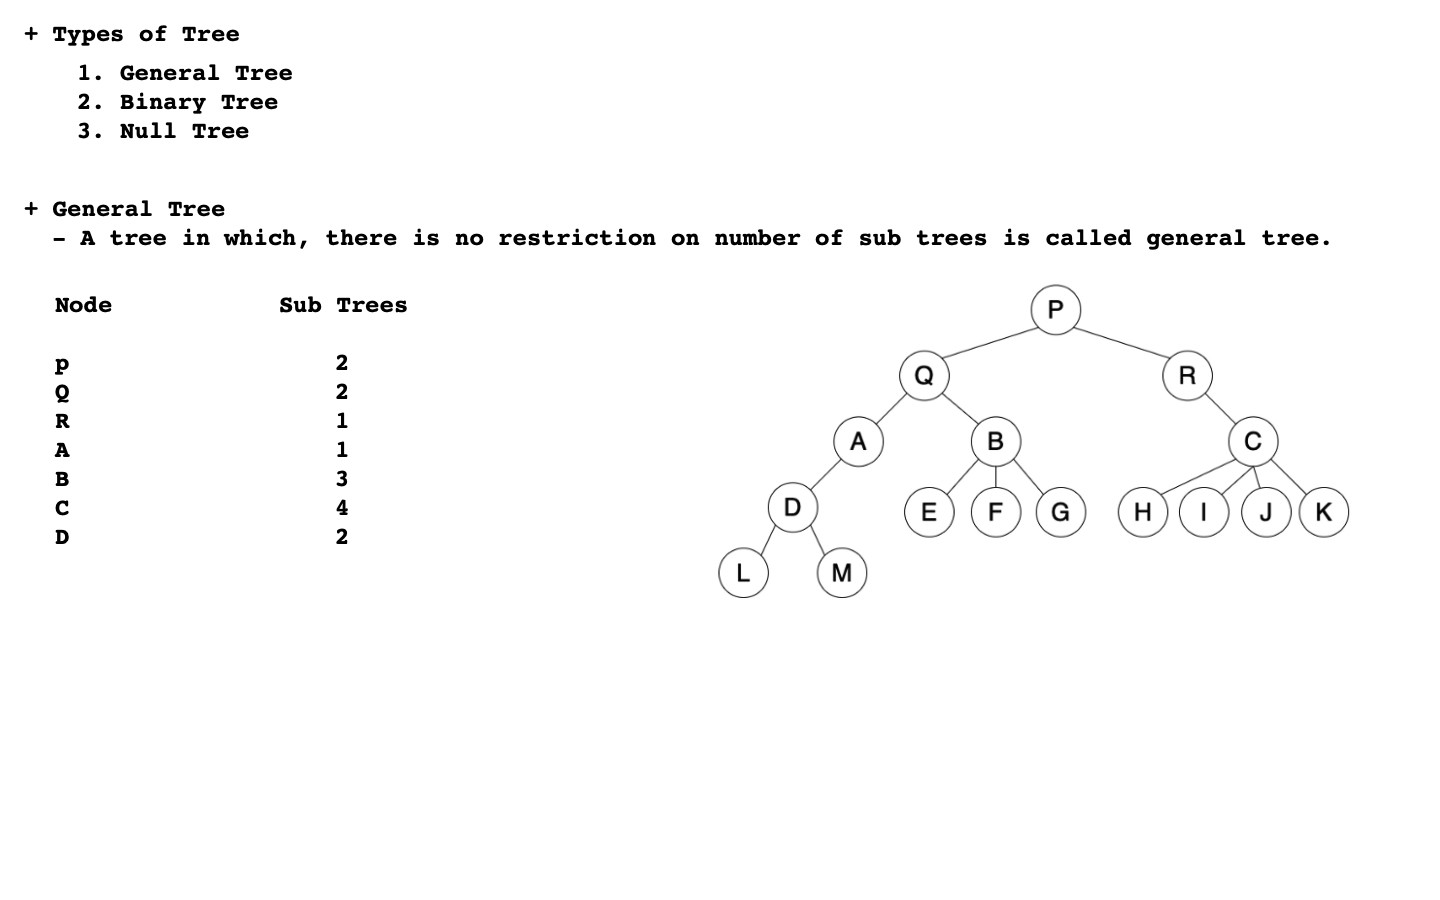 + Types of Tree
1. General Tree
2. Binary Tree
3. Null Tree
+ General Tree
- A tree in which, there is no restriction on number of sub trees is called general tree.
Node Sub Trees
p 2
Q 2
R 1
A 1
B 3
C 4
D 2
P
Q R
A B C
D E F G H I J K
L M